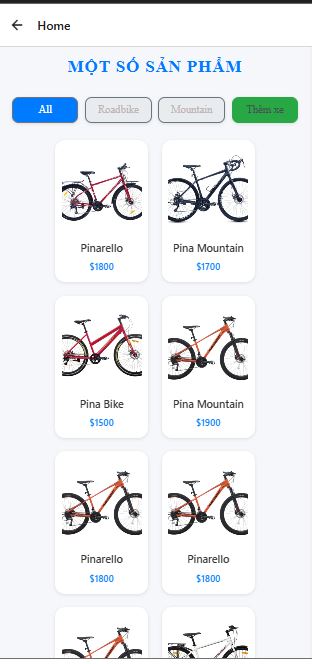 Home
MỘT SỐ SẢN PHẨM
All Roadbike Mountain Thêm xe
Pinarello Pina Mountain
$1800 $1700
Pina Bike Pina Mountain
$1500 $1900
Pinarello Pinarello
$1800 $1800